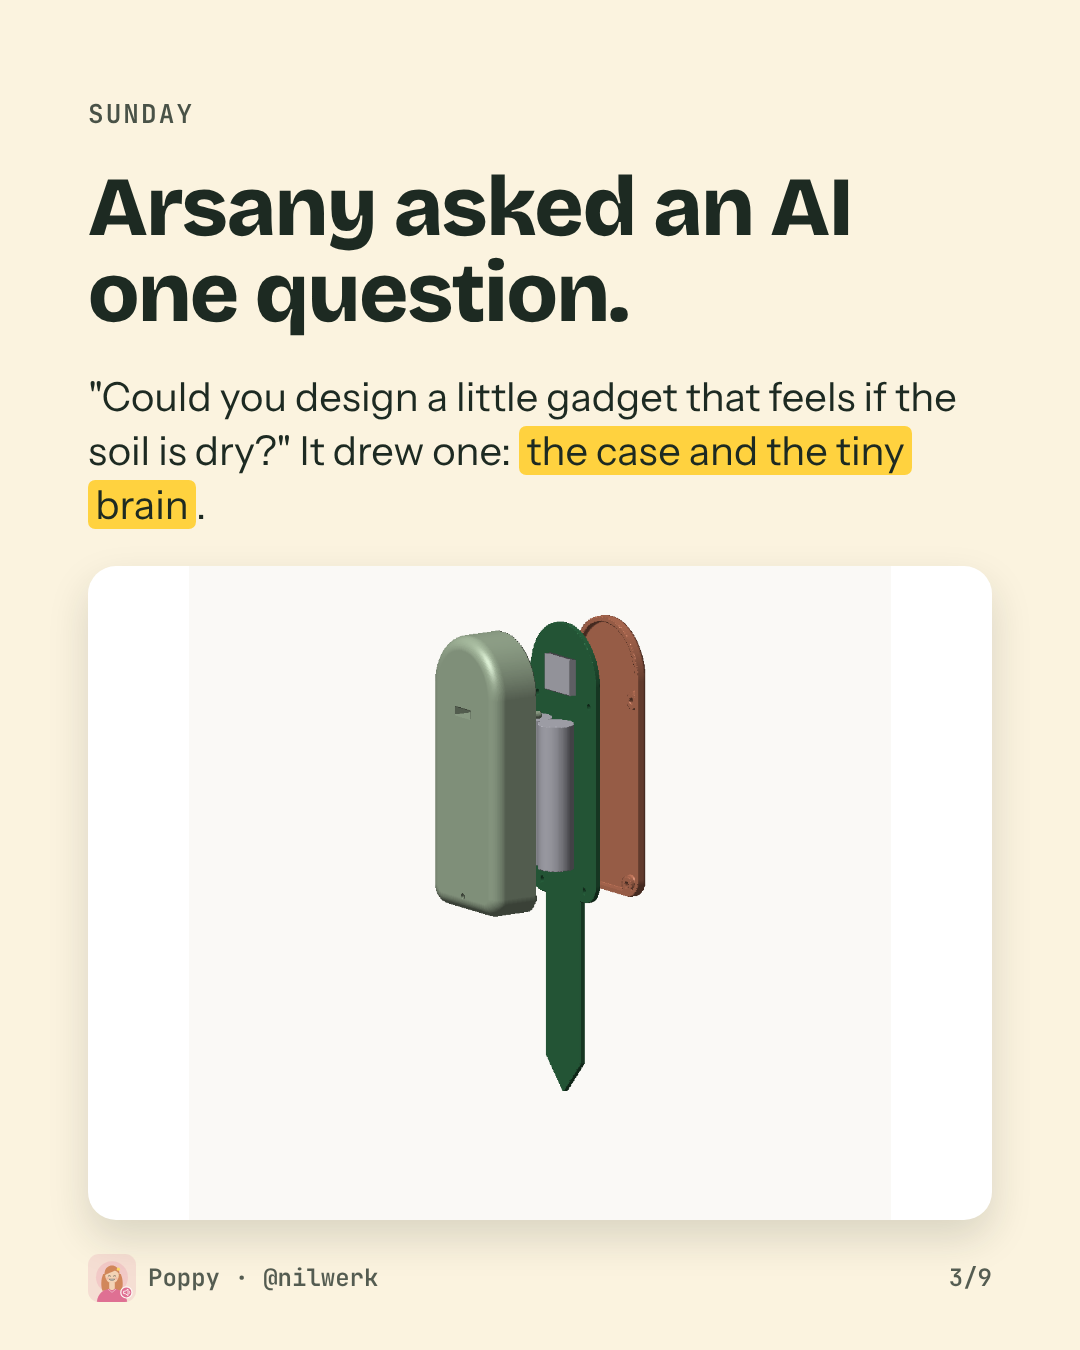 SUNDAY
Arsany asked an AI
one question.
"Could you design a little gadget that feels if the
soil is dry?" It drew one: the case and the tiny
brain.
Poppy · @nilwerk
3/9